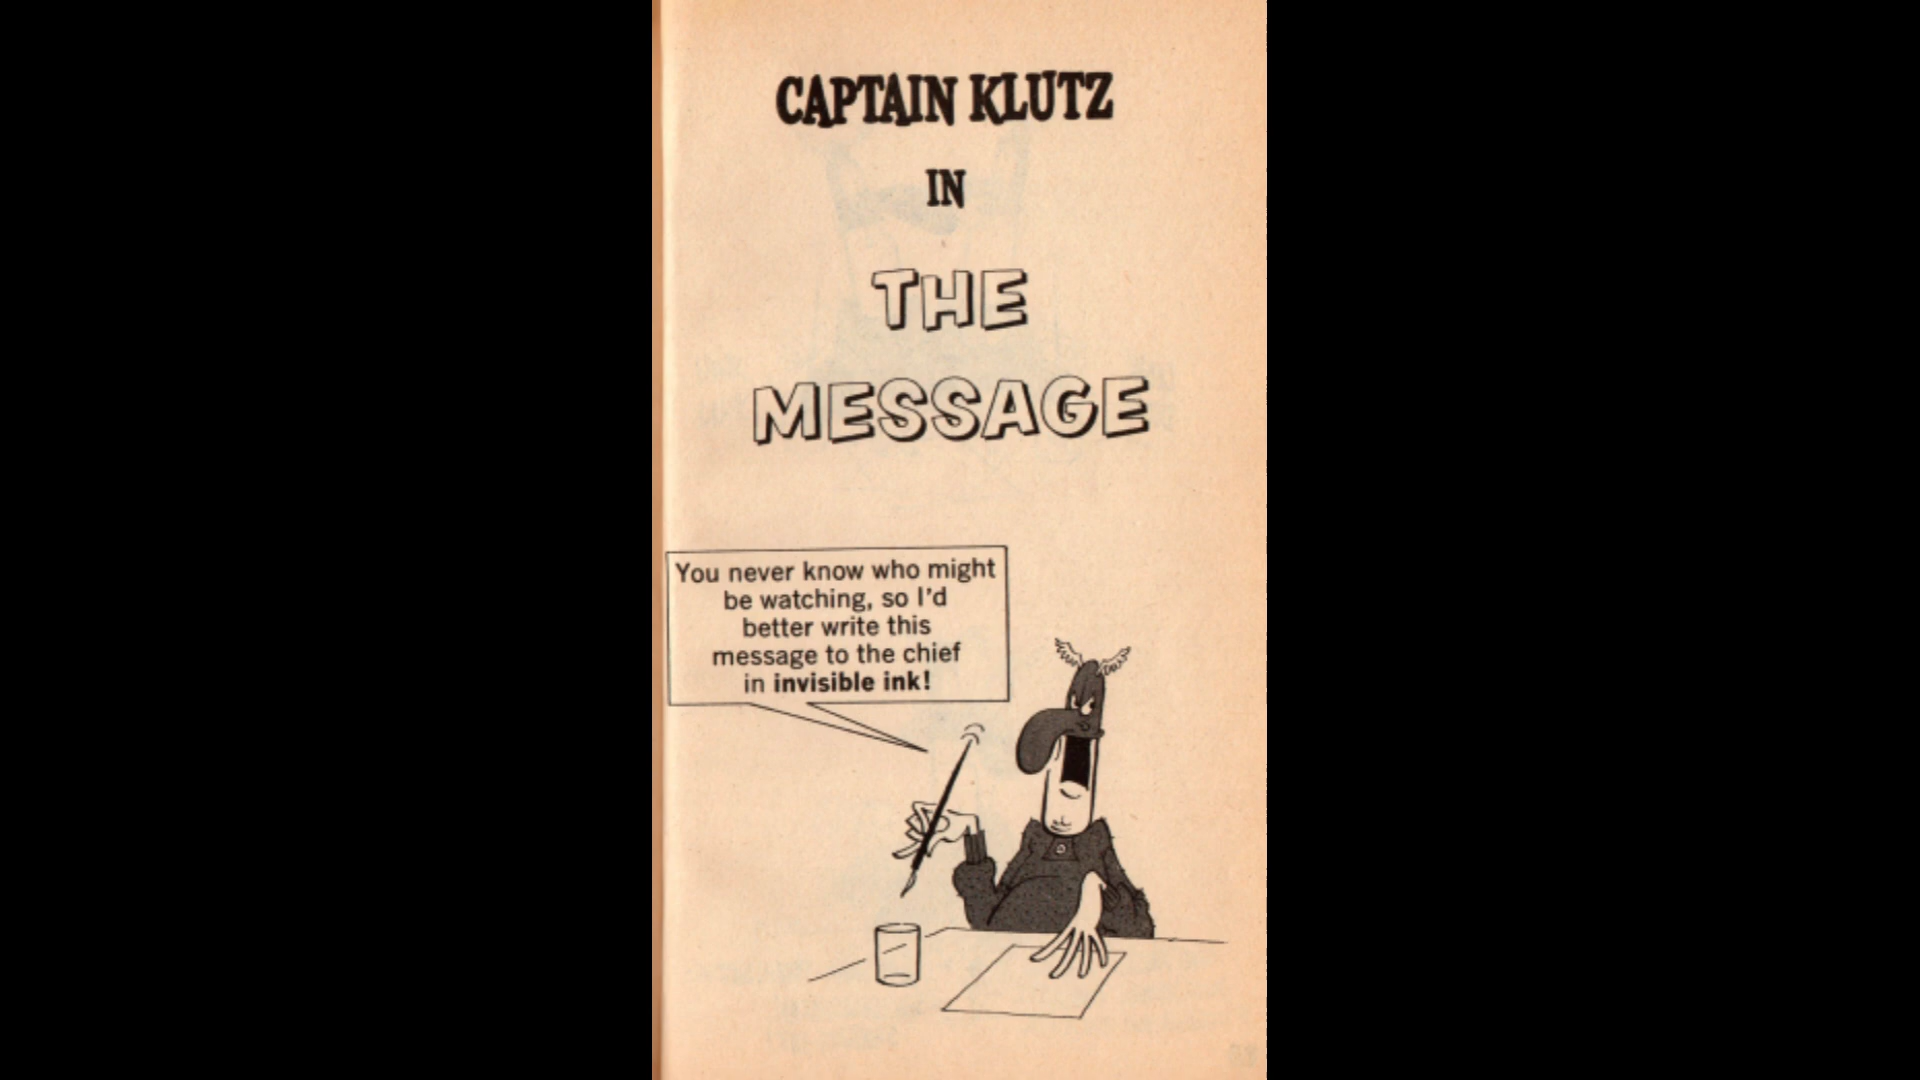 CAPTAIN KLUTZ
IN
THE
MESSAGE
You never know who might
be watching, so I'd
better write this
message to the chief
in invisible ink!